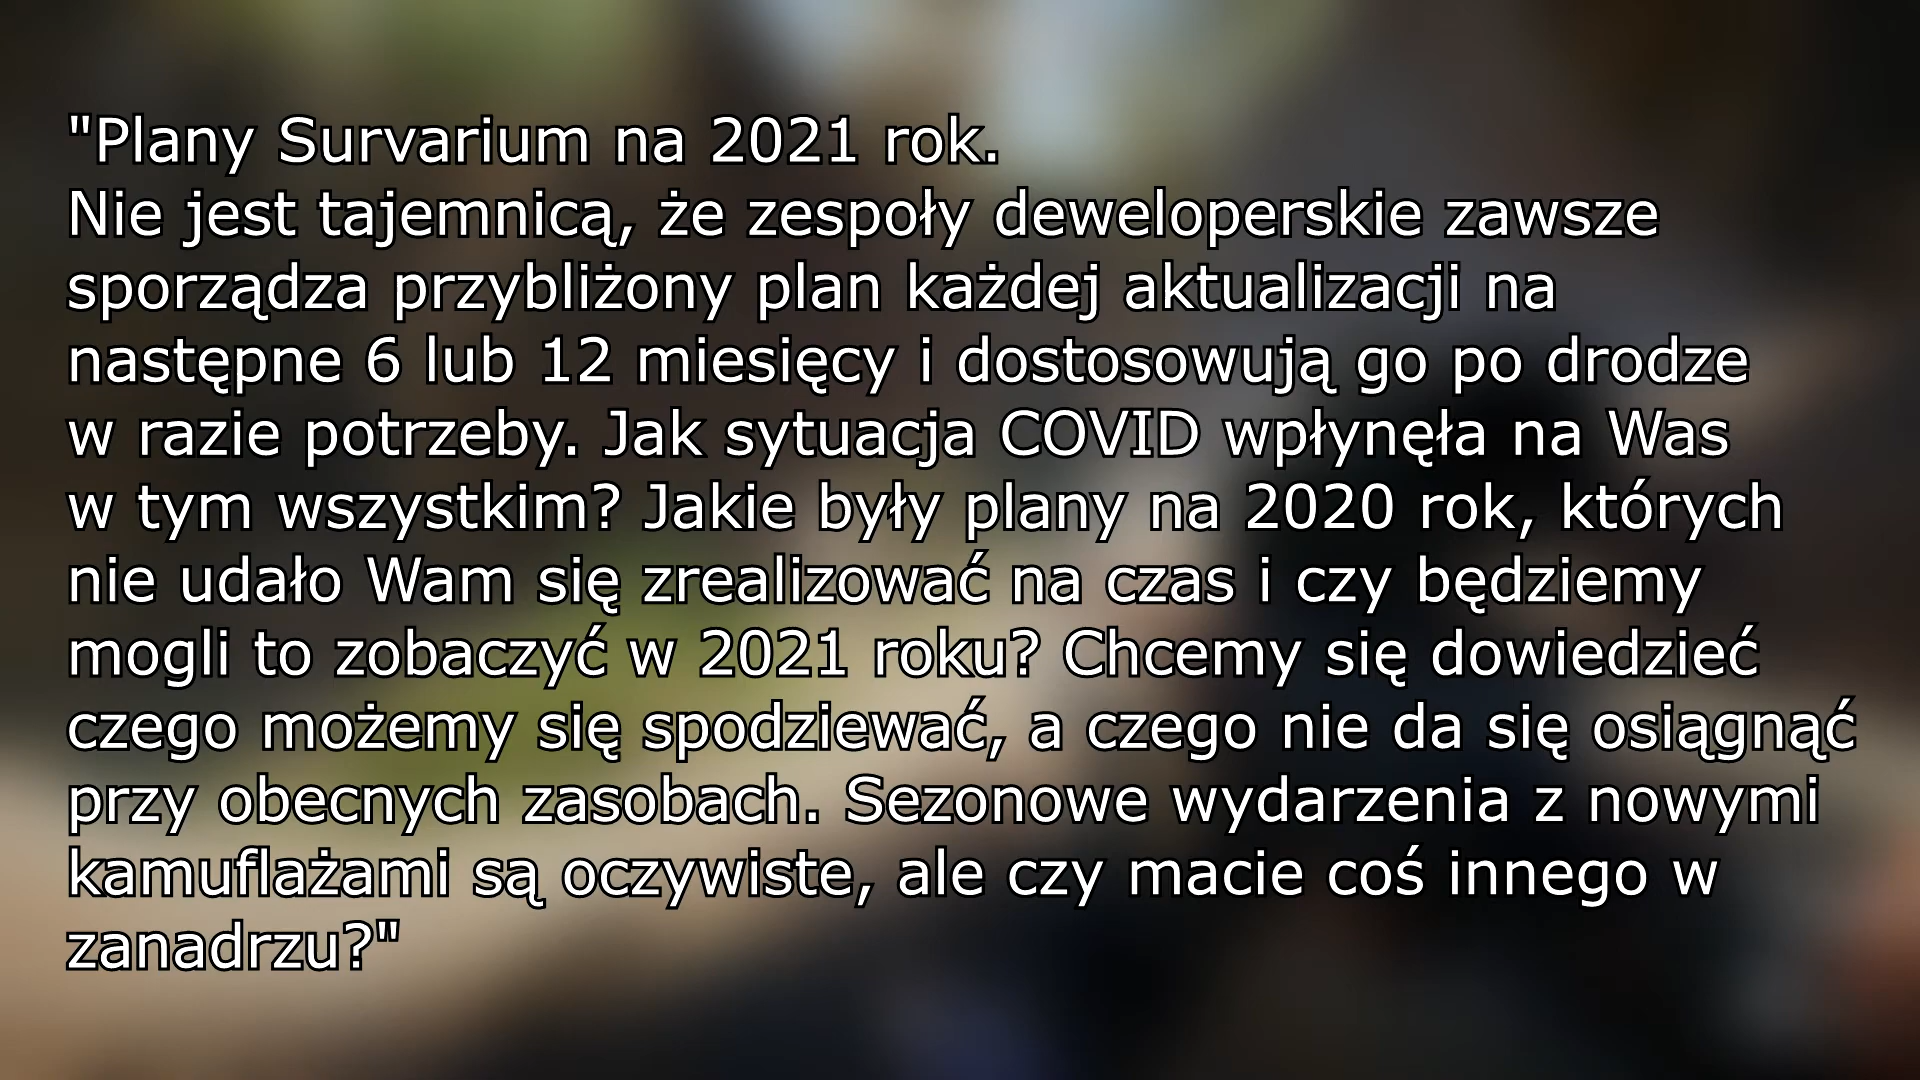 "Plany Survarium na 2021 rok.
Nie jest tajemnicą, że zespoły deweloperskie zawsze
sporządza przybliżony plan każdej aktualizacji na
następne 6 lub 12 miesięcy i dostosowują go po drodze
w razie potrzeby. Jak sytuacja COVID wpłynęła na Was
w tym wszystkim? Jakie były plany na 2020 rok, których
nie udało Wam się zrealizować na czas i czy będziemy
mogli to zobaczyć w 2021 roku? Chcemy się dowiedzieć
czego możemy się spodziewać, a czego nie da się osiągnąć
przy obecnych zasobach. Sezonowe wydarzenia z nowymi
kamuflażami są oczywiste, ale czy macie coś innego w
zanadrzu?"